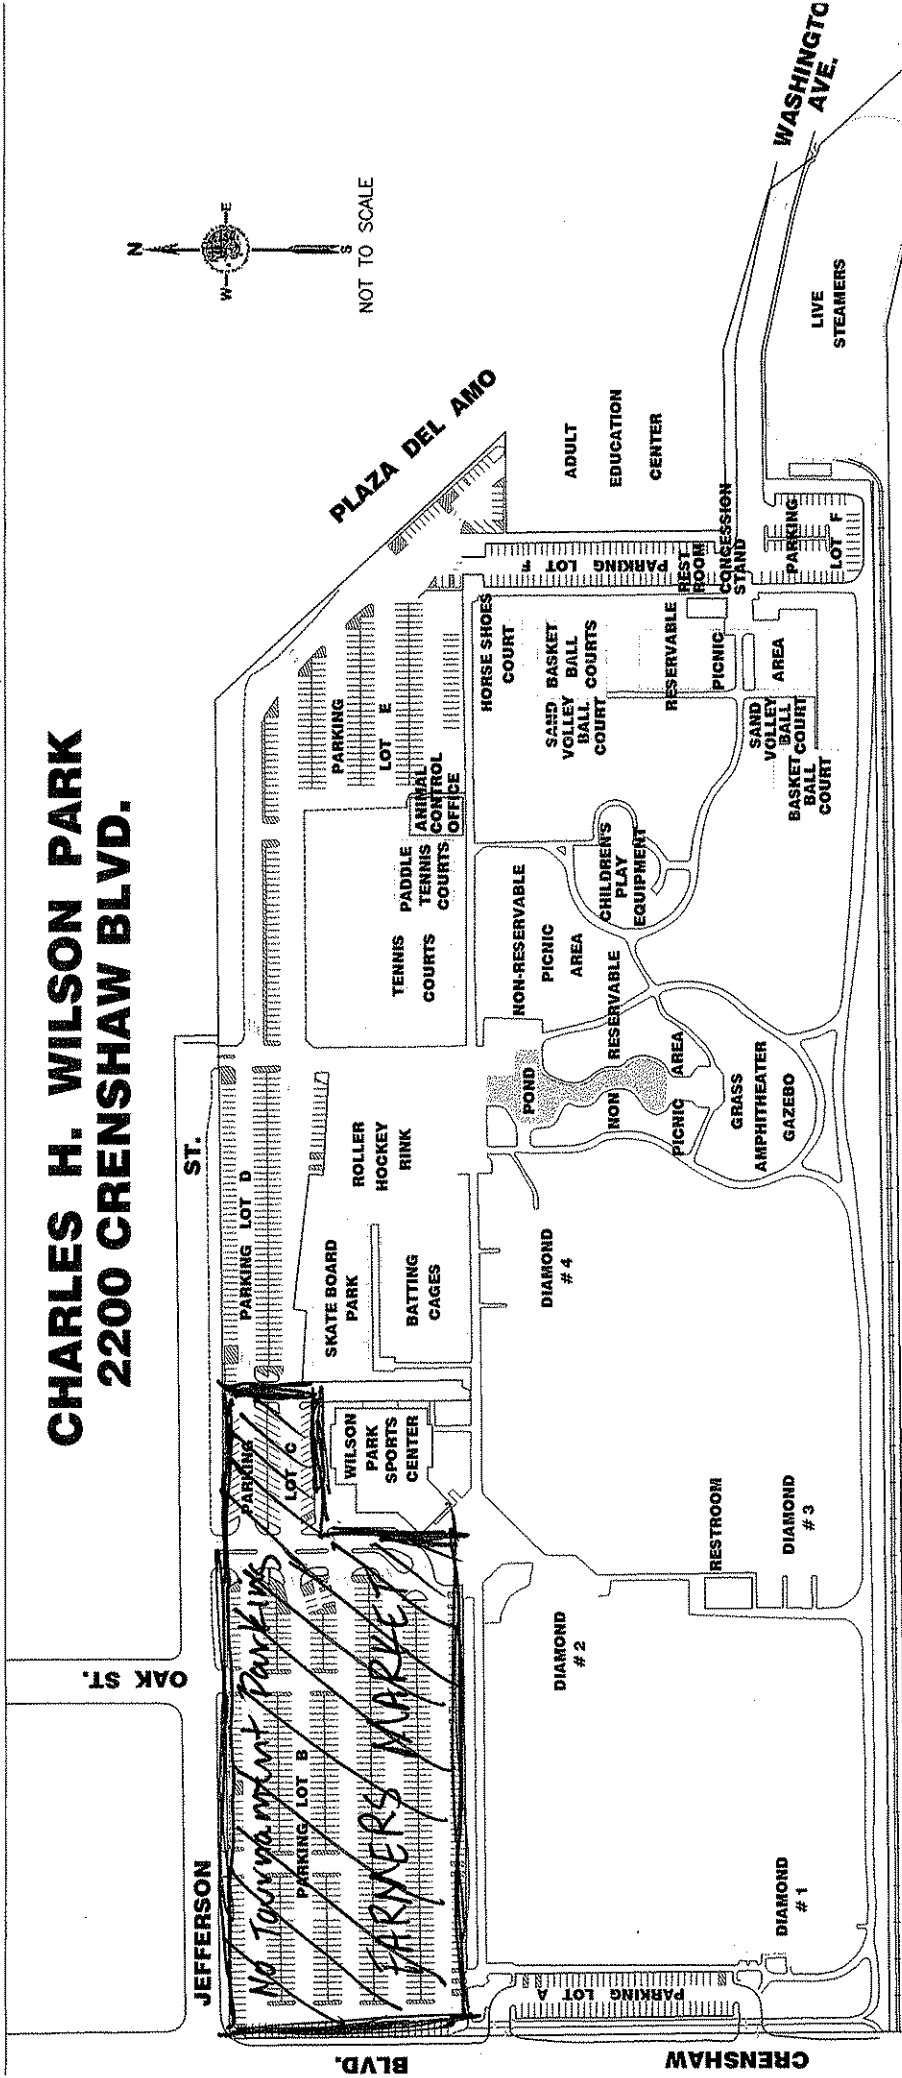 CHARLES H. WILSON PARK
2200 CRENSHAW BLVD.
N
W
E
S
NOT TO SCALE
JEFFERSON
OAK ST.
ST.
PLAZA DEL AMO
WASHINGTO
AVE.
BLVD.
CRENSHAW
No Tournament Parking
PARKING LOT B
FARMERS MARKET
PARKING
LOT C
PARKING LOT D
PARKING
LOT E
WILSON
PARK
SPORTS
CENTER
SKATE BOARD
PARK
BATTING
CAGES
ROLLER
HOCKEY
RINK
TENNIS
COURTS
PADDLE
TENNIS
COURTS
ANIMAL
CONTROL
OFFICE
PARKING LOT F
ADULT
EDUCATION
CENTER
HORSE SHOES
COURT
SAND
VOLLEY
BALL
COURT
BASKET
BALL
COURTS
RESERVABLE
PICNIC
AREA
REST
ROOM
CONCESSION
STAND
PARKING
LOT F
LIVE
STEAMERS
SAND
VOLLEY
BALL
COURT
BASKET
BALL
COURT
CHILDREN'S
PLAY
EQUIPMENT
NON-RESERVABLE
PICNIC
AREA
POND
NON RESERVABLE
PICNIC AREA
GRASS
AMPHITHEATER
GAZEBO
DIAMOND
# 4
DIAMOND
# 2
RESTROOM
DIAMOND
# 3
DIAMOND
# 1
PARKING LOT A